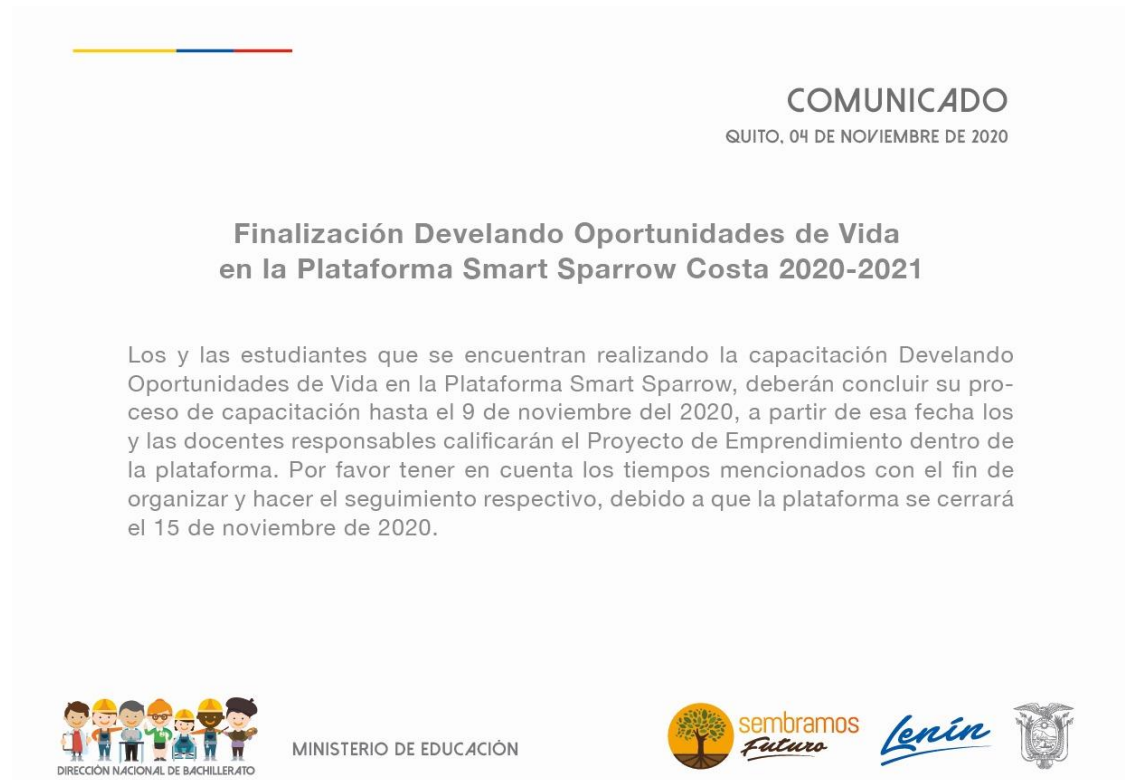 COMUNICADO
QUITO, 04 DE NOVIEMBRE DE 2020
Finalización Develando Oportunidades de Vida
en la Plataforma Smart Sparrow Costa 2020-2021
Los y las estudiantes que se encuentran realizando la capacitación Develando
Oportunidades de Vida en la Plataforma Smart Sparrow, deberán concluir su pro-
ceso de capacitación hasta el 9 de noviembre del 2020, a partir de esa fecha los
y las docentes responsables calificarán el Proyecto de Emprendimiento dentro de
la plataforma. Por favor tener en cuenta los tiempos mencionados con el fin de
organizar y hacer el seguimiento respectivo, debido a que la plataforma se cerrará
el 15 de noviembre de 2020.
DIRECCIÓN NACIONAL DE BACHILLERATO
MINISTERIO DE EDUCACIÓN
sembramos
Futuro
Lenín